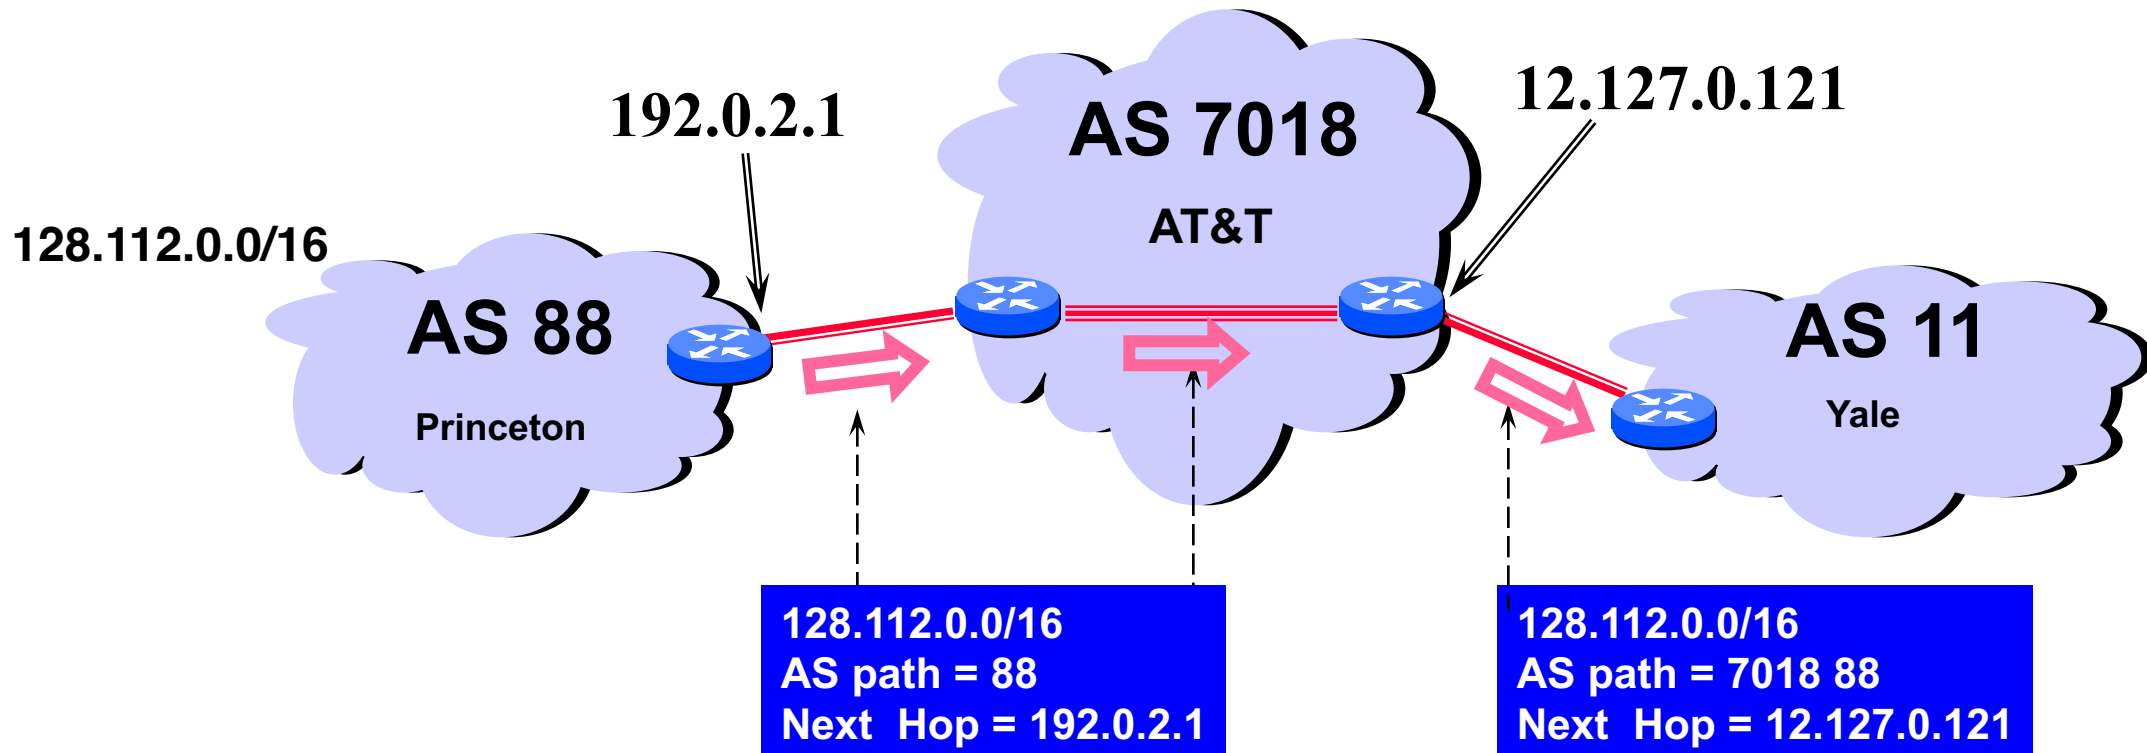 192.0.2.1
AS 7018
12.127.0.121
AT&T
128.112.0.0/16
AS 88
Princeton
AS 11
Yale
128.112.0.0/16
AS path = 88
Next Hop = 192.0.2.1
128.112.0.0/16
AS path = 7018 88
Next Hop = 12.127.0.121